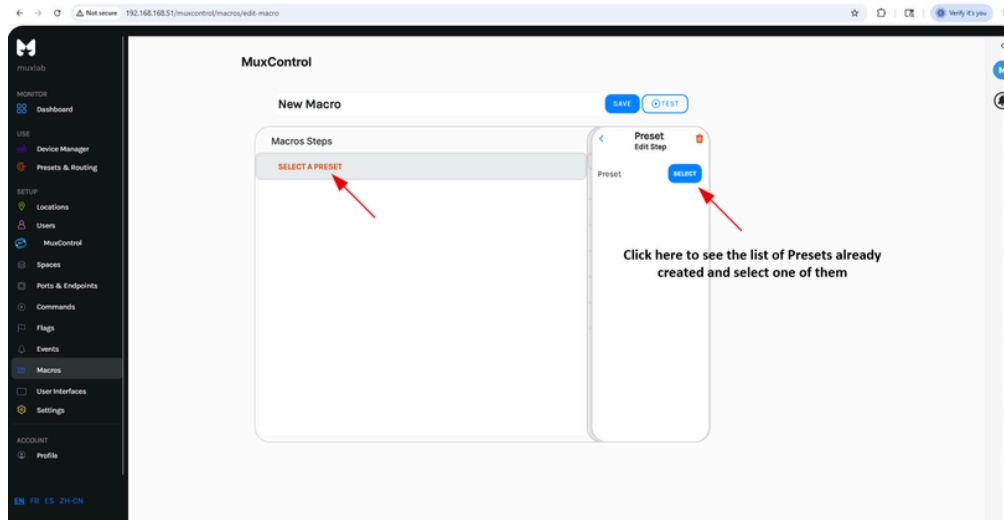 Not secure
192.168.168.51/muxcontrol/macros/edit-macro
Verify it's you
muxlab
MONITOR
Dashboard
USE
Device Manager
Presets & Routing
SETUP
Locations
Users
MuxControl
Spaces
Ports & Endpoints
Commands
Flags
Events
Macros
User Interfaces
Settings
ACCOUNT
Profile
EN FR ES ZH-CN
MuxControl
New Macro
SAVE
TEST
Macros Steps
SELECT A PRESET
Preset
Edit Step
Preset
SELECT
Click here to see the list of Presets already
created and select one of them
M